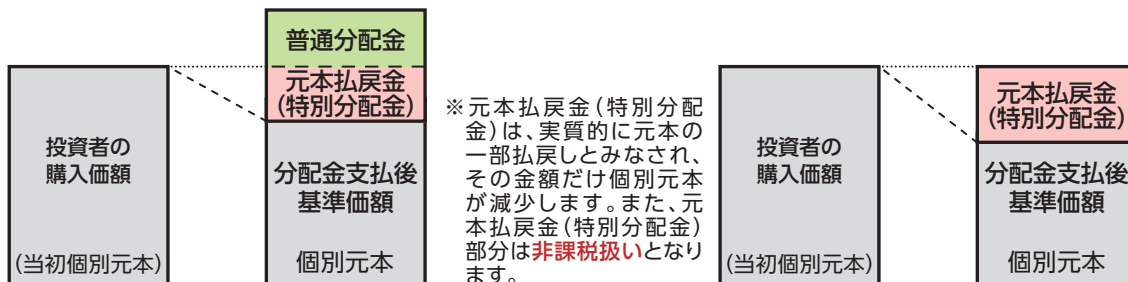 普通分配金
元本払戻金
(特別分配金)
投資者の
購入価額
(当初個別元本)
分配金支払後
基準価額
個別元本
※元本払戻金(特別分配
金)は、実質的に元本の
一部払戻しとみなされ、
その金額だけ個別元本
が減少します。また、元
本払戻金(特別分配金)
部分は非課税扱いとなり
ます。
投資者の
購入価額
(当初個別元本)
元本払戻金
(特別分配金)
分配金支払後
基準価額
個別元本